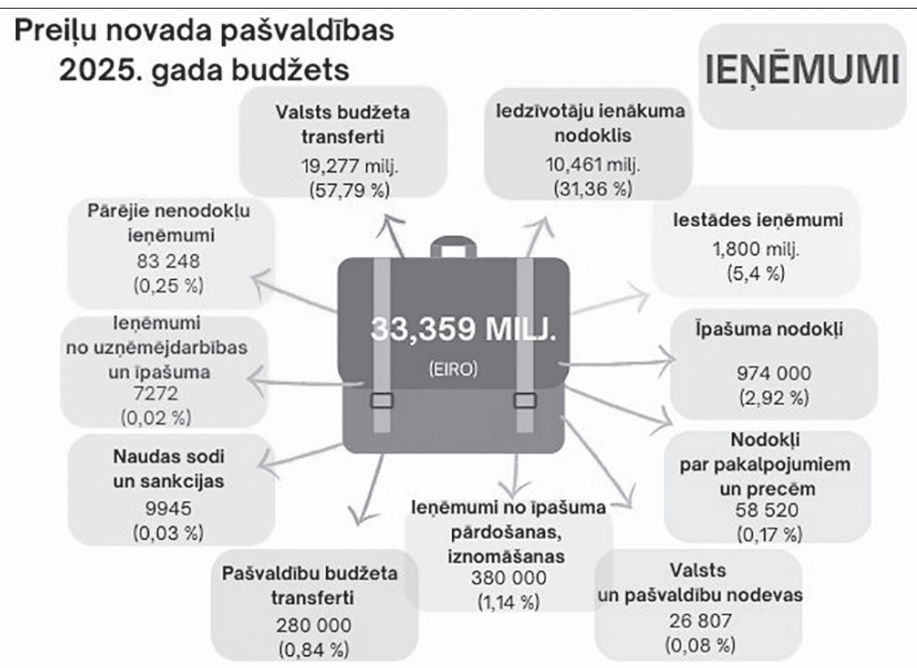 Preiļu novada pašvaldības
2025. gada budžets
IEŅĒMUMI
Valsts budžeta
transferti
19,277 milj.
(57,79 %)
Iedzīvotāju ienākuma
nodoklis
10,461 milj.
(31,36 %)
Pārējie nenodokļu
ieņēmumi
83 248
(0,25 %)
Iestādes ieņēmumi
1,800 milj.
(5,4 %)
33,359 MILJ.
(EIRO)
Ieņēmumi
no uzņēmējdarbības
un īpašuma
7272
(0,02 %)
Īpašuma nodokļi
974 000
(2,92 %)
Naudas sodi
un sankcijas
9945
(0,03 %)
Nodokļi
par pakalpojumiem
un precēm
58 520
(0,17 %)
Pašvaldību budžeta
transferti
280 000
(0,84 %)
Ieņēmumi no īpašuma
pārdošanas,
iznomāšanas
380 000
(1,14 %)
Valsts
un pašvaldību nodevas
26 807
(0,08 %)